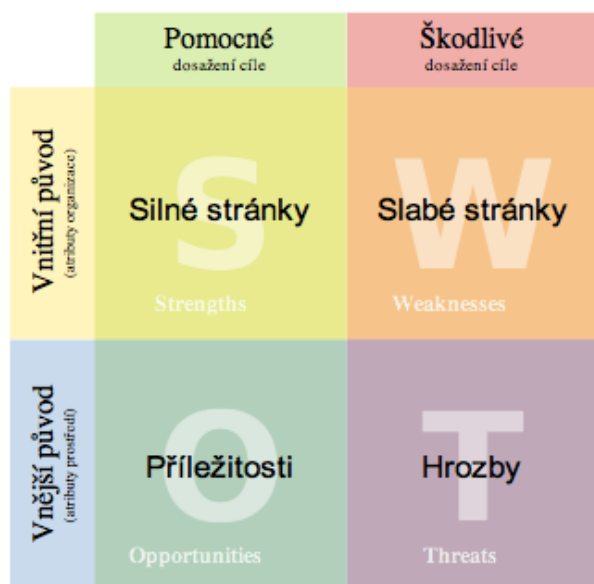 Pomocné
dosažení cíle
Škodlivé
dosažení cíle
Vnitřní původ
(atributy organizace)
S
Silné stránky
Strengths
W
Slabé stránky
Weaknesses
Vnější původ
(atributy prostředí)
O
Příležitosti
Opportunities
T
Hrozby
Threats